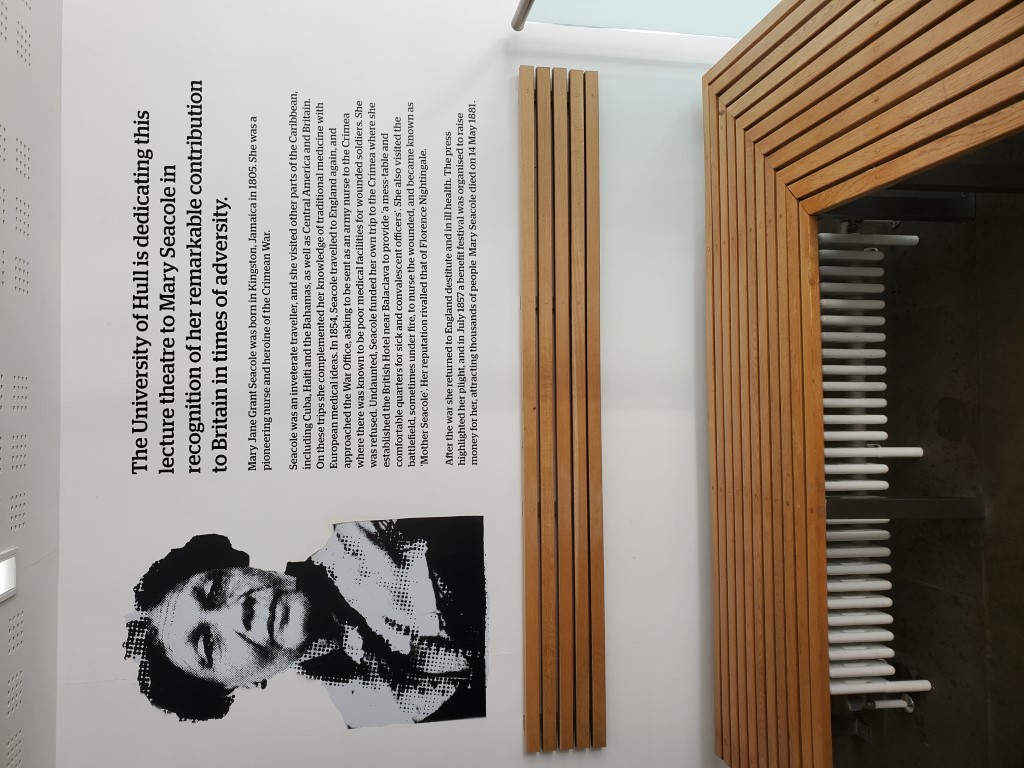 The University of Hull is dedicating this
lecture theatre to Mary Seacole in
recognition of her remarkable contribution
to Britain in times of adversity.
Mary Jane Grant Seacole was born in Kingston, Jamaica in 1805. She was a
pioneering nurse and heroine of the Crimean War.
Seacole was an inveterate traveller, and she visited other parts of the Caribbean,
including Cuba, Haiti and the Bahamas, as well as Central America and Britain.
On these trips she complemented her knowledge of traditional medicine with
European medical ideas. In 1854, Seacole travelled to England again, and
approached the War Office, asking to be sent as an army nurse to the Crimea
where there was known to be poor medical facilities for wounded soldiers. She
was refused. Undaunted, Seacole funded her own trip to the Crimea where she
established the British Hotel near Balaclava to provide 'a mess-table and
comfortable quarters for sick and convalescent officers'. She also visited the
battlefield, sometimes under fire, to nurse the wounded, and became known as
'Mother Seacole'. Her reputation rivalled that of Florence Nightingale.
After the war she returned to England destitute and in ill health. The press
highlighted her plight, and in July 1857 a benefit festival was organised to raise
money for her, attracting thousands of people  Mary Seacole died on 14 May 1881.